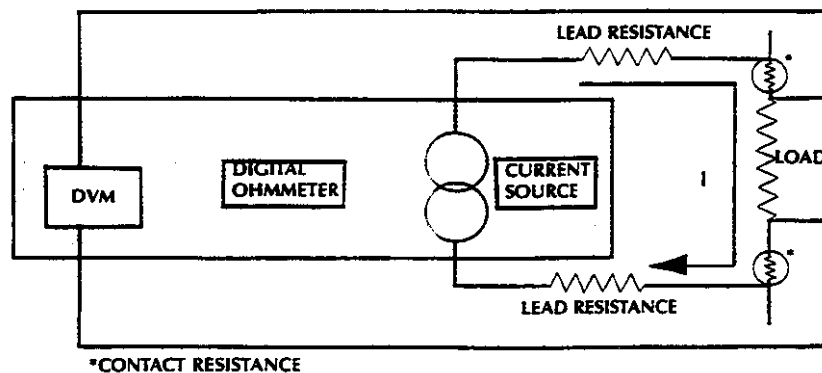 LEAD RESISTANCE
*
DIGITAL
OHMMETER
CURRENT
SOURCE
DVM
I
LOAD
*
LEAD RESISTANCE
*CONTACT RESISTANCE